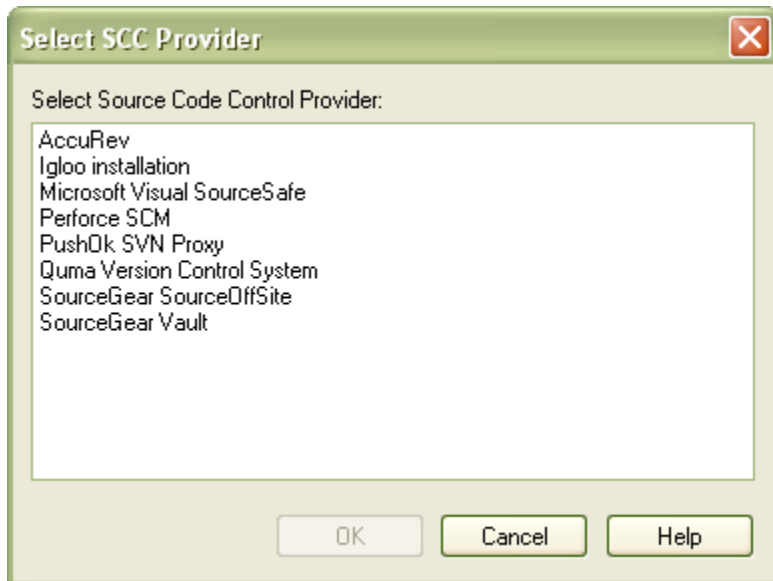 Select SCC Provider
Select Source Code Control Provider:
AccuRev
Igloo installation
Microsoft Visual SourceSafe
Perforce SCM
PushOk SVN Proxy
Quma Version Control System
SourceGear SourceOffSite
SourceGear Vault
OK Cancel Help